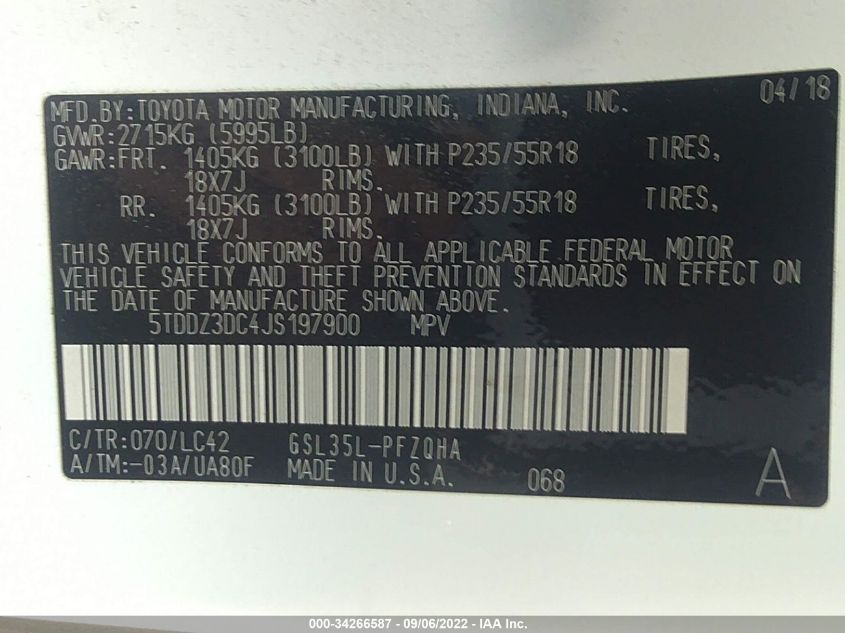 04/18
MFD.BY:TOYOTA MOTOR MANUFACTURING, INDIANA, INC.
GVWR:2715KG (5995LB)
GAWR:FRT. 1405KG (3100LB) WITH P235/55R18 TIRES,
18X7J RIMS.
RR. 1405KG (3100LB) WITH P235/55R18 TIRES,
18X7J RIMS.
THIS VEHICLE CONFORMS TO ALL APPLICABLE FEDERAL MOTOR
VEHICLE SAFETY AND THEFT PREVENTION STANDARDS IN EFFECT ON
THE DATE OF MANUFACTURE SHOWN ABOVE.
5TDDZ3DC4JS197900 MPV
C/TR:070/LC42 GSL35L-PFZQHA
A/TM:-03A/UA80F MADE IN U.S.A. 068 A
000-34266587 - 09/06/2022 - IAA Inc.